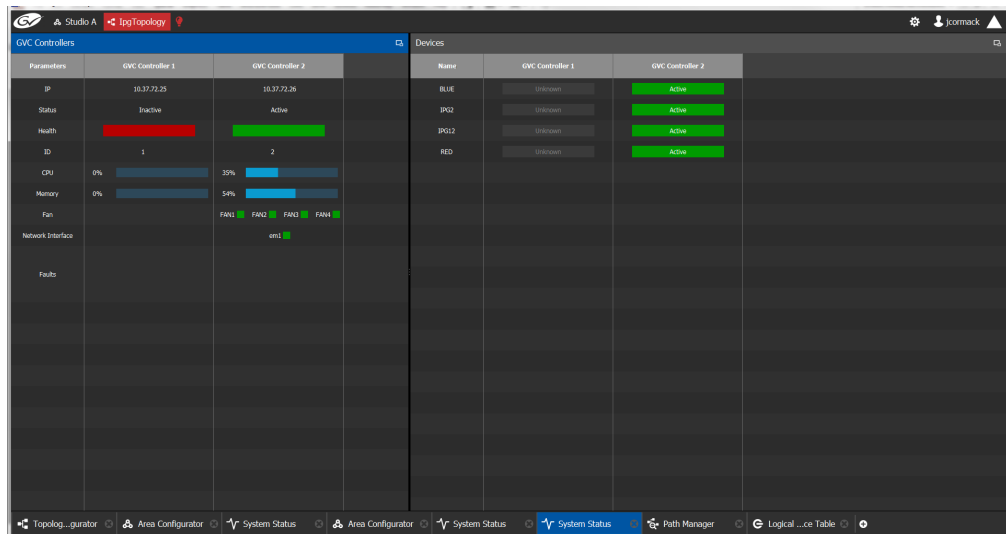 GV Studio A IpgTopology jcormack
GVC Controllers
Parameters GVC Controller 1 GVC Controller 2
IP 10.37.72.25 10.37.72.26
Status Inactive Active
Health
ID 1 2
CPU 0% 35%
Memory 0% 54%
Fan FAN1 FAN2 FAN3 FAN4
Network Interface em1
Faults
Devices
Name GVC Controller 1 GVC Controller 2
BLUE Unknown Active
IPG2 Unknown Active
IPG12 Unknown Active
RED Unknown Active
Topolog...gurator Area Configurator System Status Area Configurator System Status System Status Path Manager Logical ...ce Table